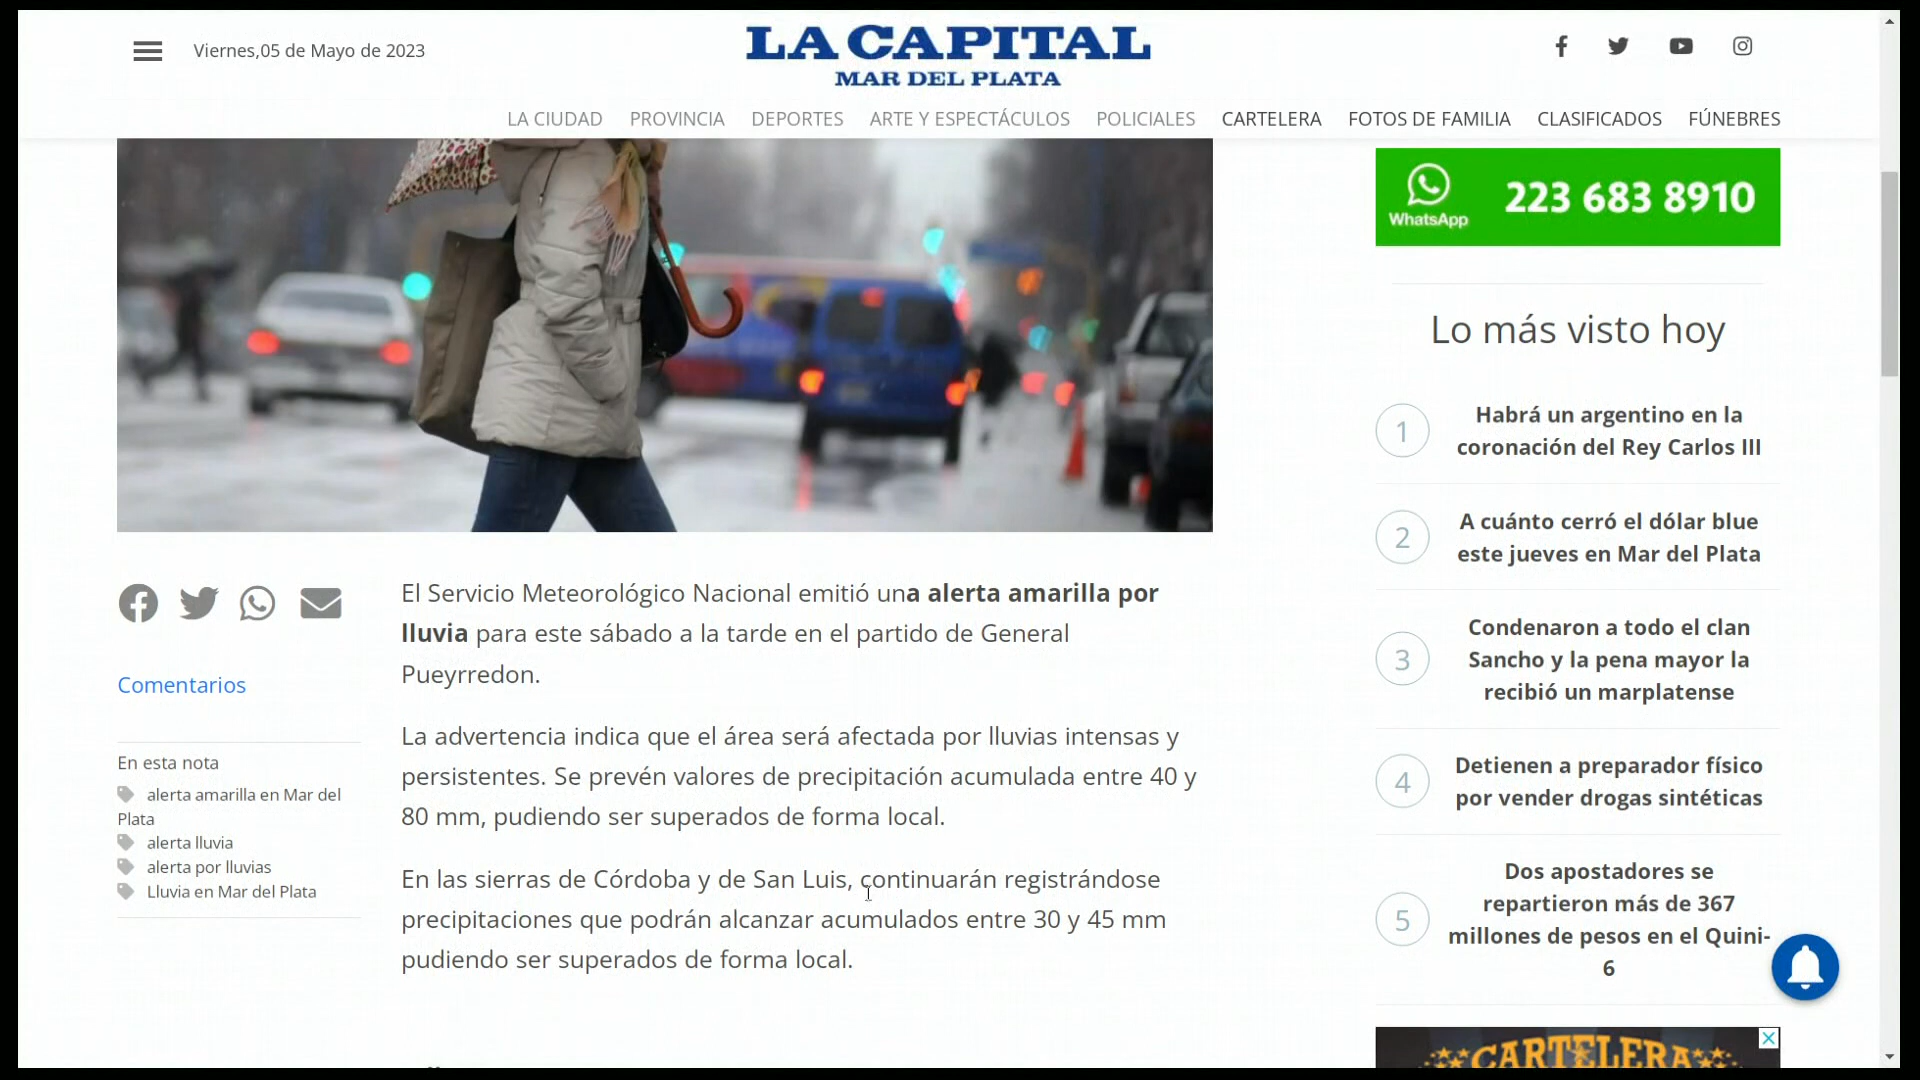 Viernes,05 de Mayo de 2023
LA CAPITAL
MAR DEL PLATA
LA CIUDAD PROVINCIA DEPORTES ARTE Y ESPECTÁCULOS POLICIALES CARTELERA FOTOS DE FAMILIA CLASIFICADOS FÚNEBRES
El Servicio Meteorológico Nacional emitió una alerta amarilla por
lluvia para este sábado a la tarde en el partido de General
Pueyrredon.
La advertencia indica que el área será afectada por lluvias intensas y
persistentes. Se prevén valores de precipitación acumulada entre 40 y
80 mm, pudiendo ser superados de forma local.
En las sierras de Córdoba y de San Luis, continuarán registrándose
precipitaciones que podrán alcanzar acumulados entre 30 y 45 mm
pudiendo ser superados de forma local.
Comentarios
En esta nota
alerta amarilla en Mar del
Plata
alerta lluvia
alerta por lluvias
Lluvia en Mar del Plata
WhatsApp
223 683 8910
Lo más visto hoy
1
Habrá un argentino en la
coronación del Rey Carlos III
2
A cuánto cerró el dólar blue
este jueves en Mar del Plata
3
Condenaron a todo el clan
Sancho y la pena mayor la
recibió un marplatense
4
Detienen a preparador físico
por vender drogas sintéticas
5
Dos apostadores se
repartieron más de 367
millones de pesos en el Quini-
6
CARTELERA